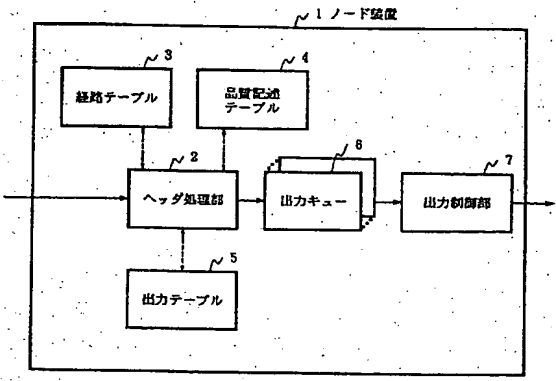 1 ノード装置
3
経路テーブル
4
品質記述
テーブル
2
ヘッダ処理部
6
出力キュー
7
出力制御部
5
出力テーブル